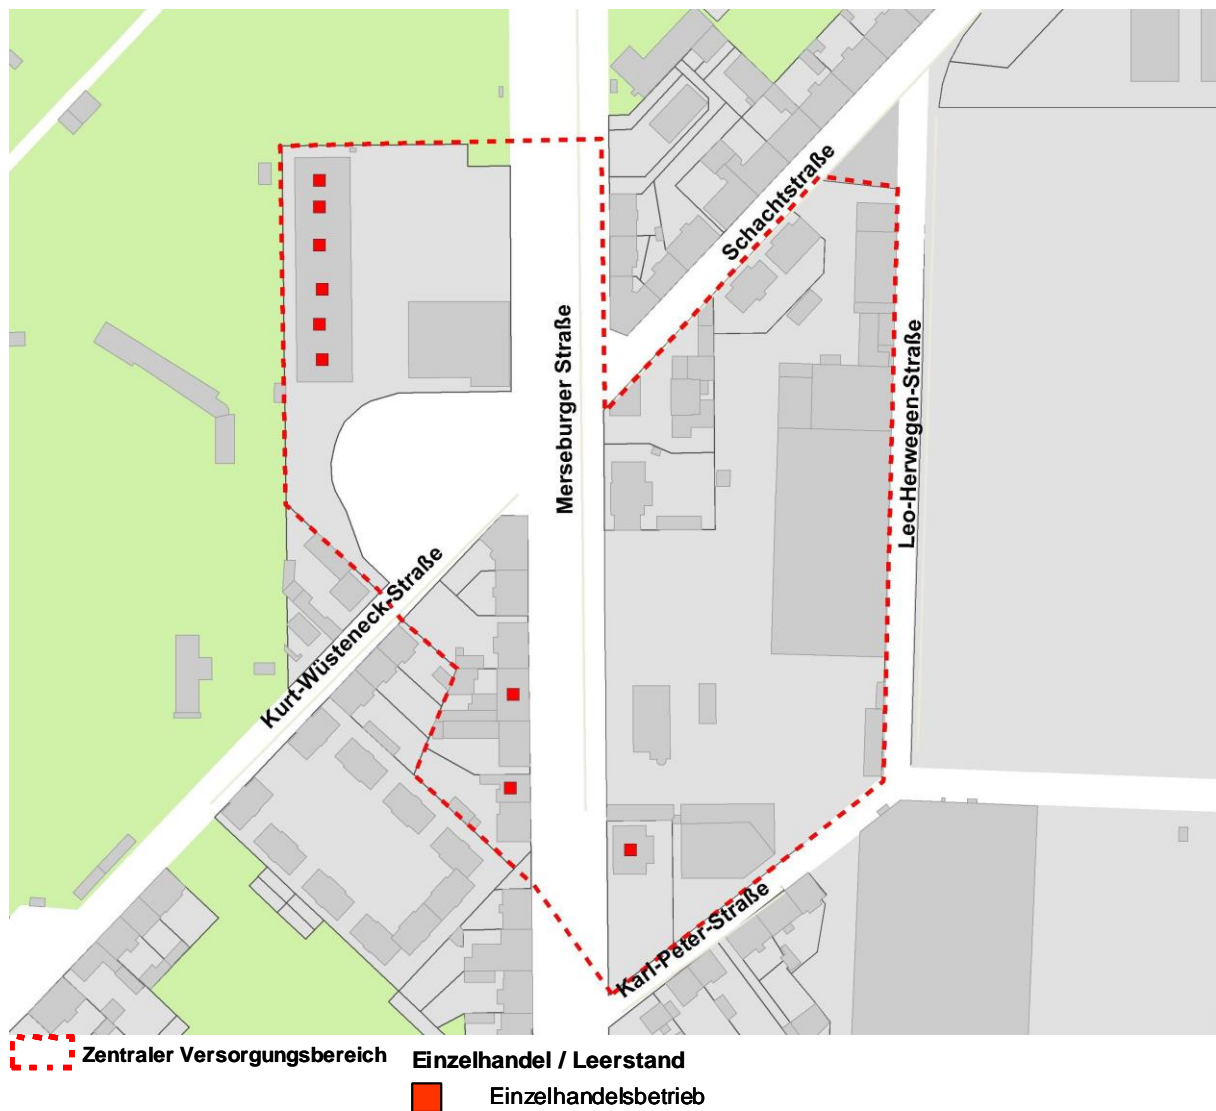 Schachtstraße
Merseburger Straße
Leo-Herwegen-Straße
Kurt-Wüsteneck-Straße
Karl-Peter-Straße
Zentraler Versorgungsbereich
Einzelhandel / Leerstand
Einzelhandelsbetrieb